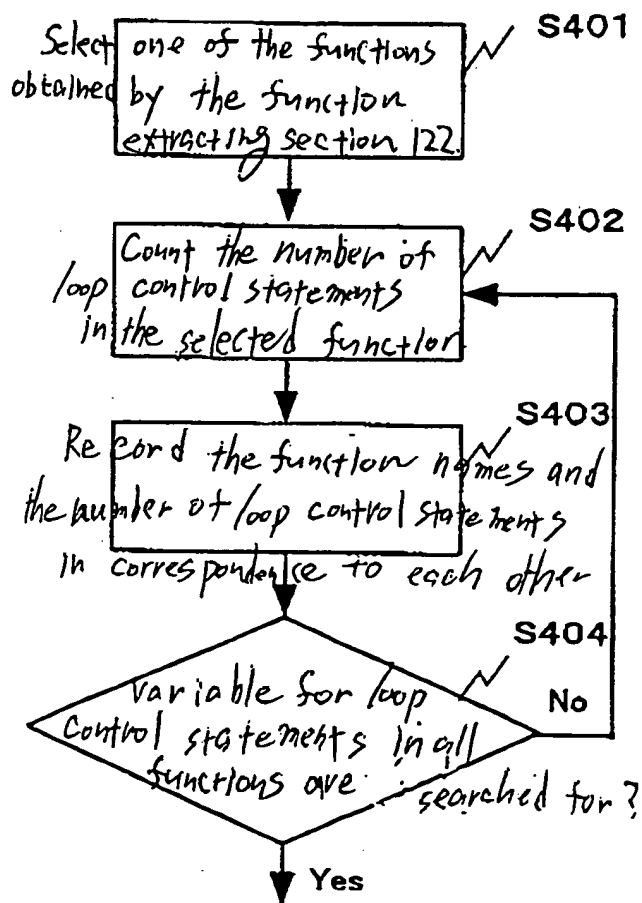 S401
Select one of the functions
obtained by the function
extracting section 122.
S402
Count the number of
loop control statements
in the selected function
S403
Record the function names and
the number of loop control statements
in correspondence to each other
S404
variable for loop
control statements in all
functions are searched for?
No
Yes